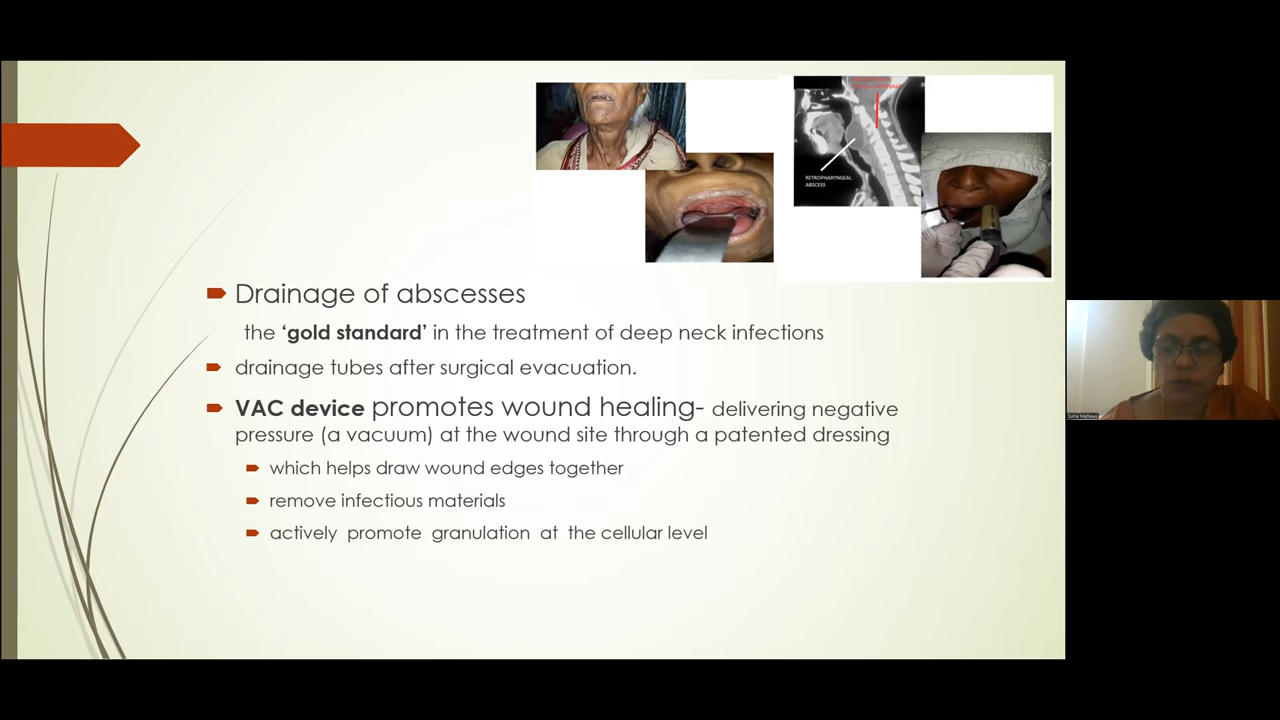 RETROPHARYNGEAL
ABSCESS
Drainage of abscesses
the ‘gold standard’ in the treatment of deep neck infections
drainage tubes after surgical evacuation.
VAC device promotes wound healing- delivering negative
pressure (a vacuum) at the wound site through a patented dressing
which helps draw wound edges together
remove infectious materials
actively promote granulation at the cellular level
Suma Mathews